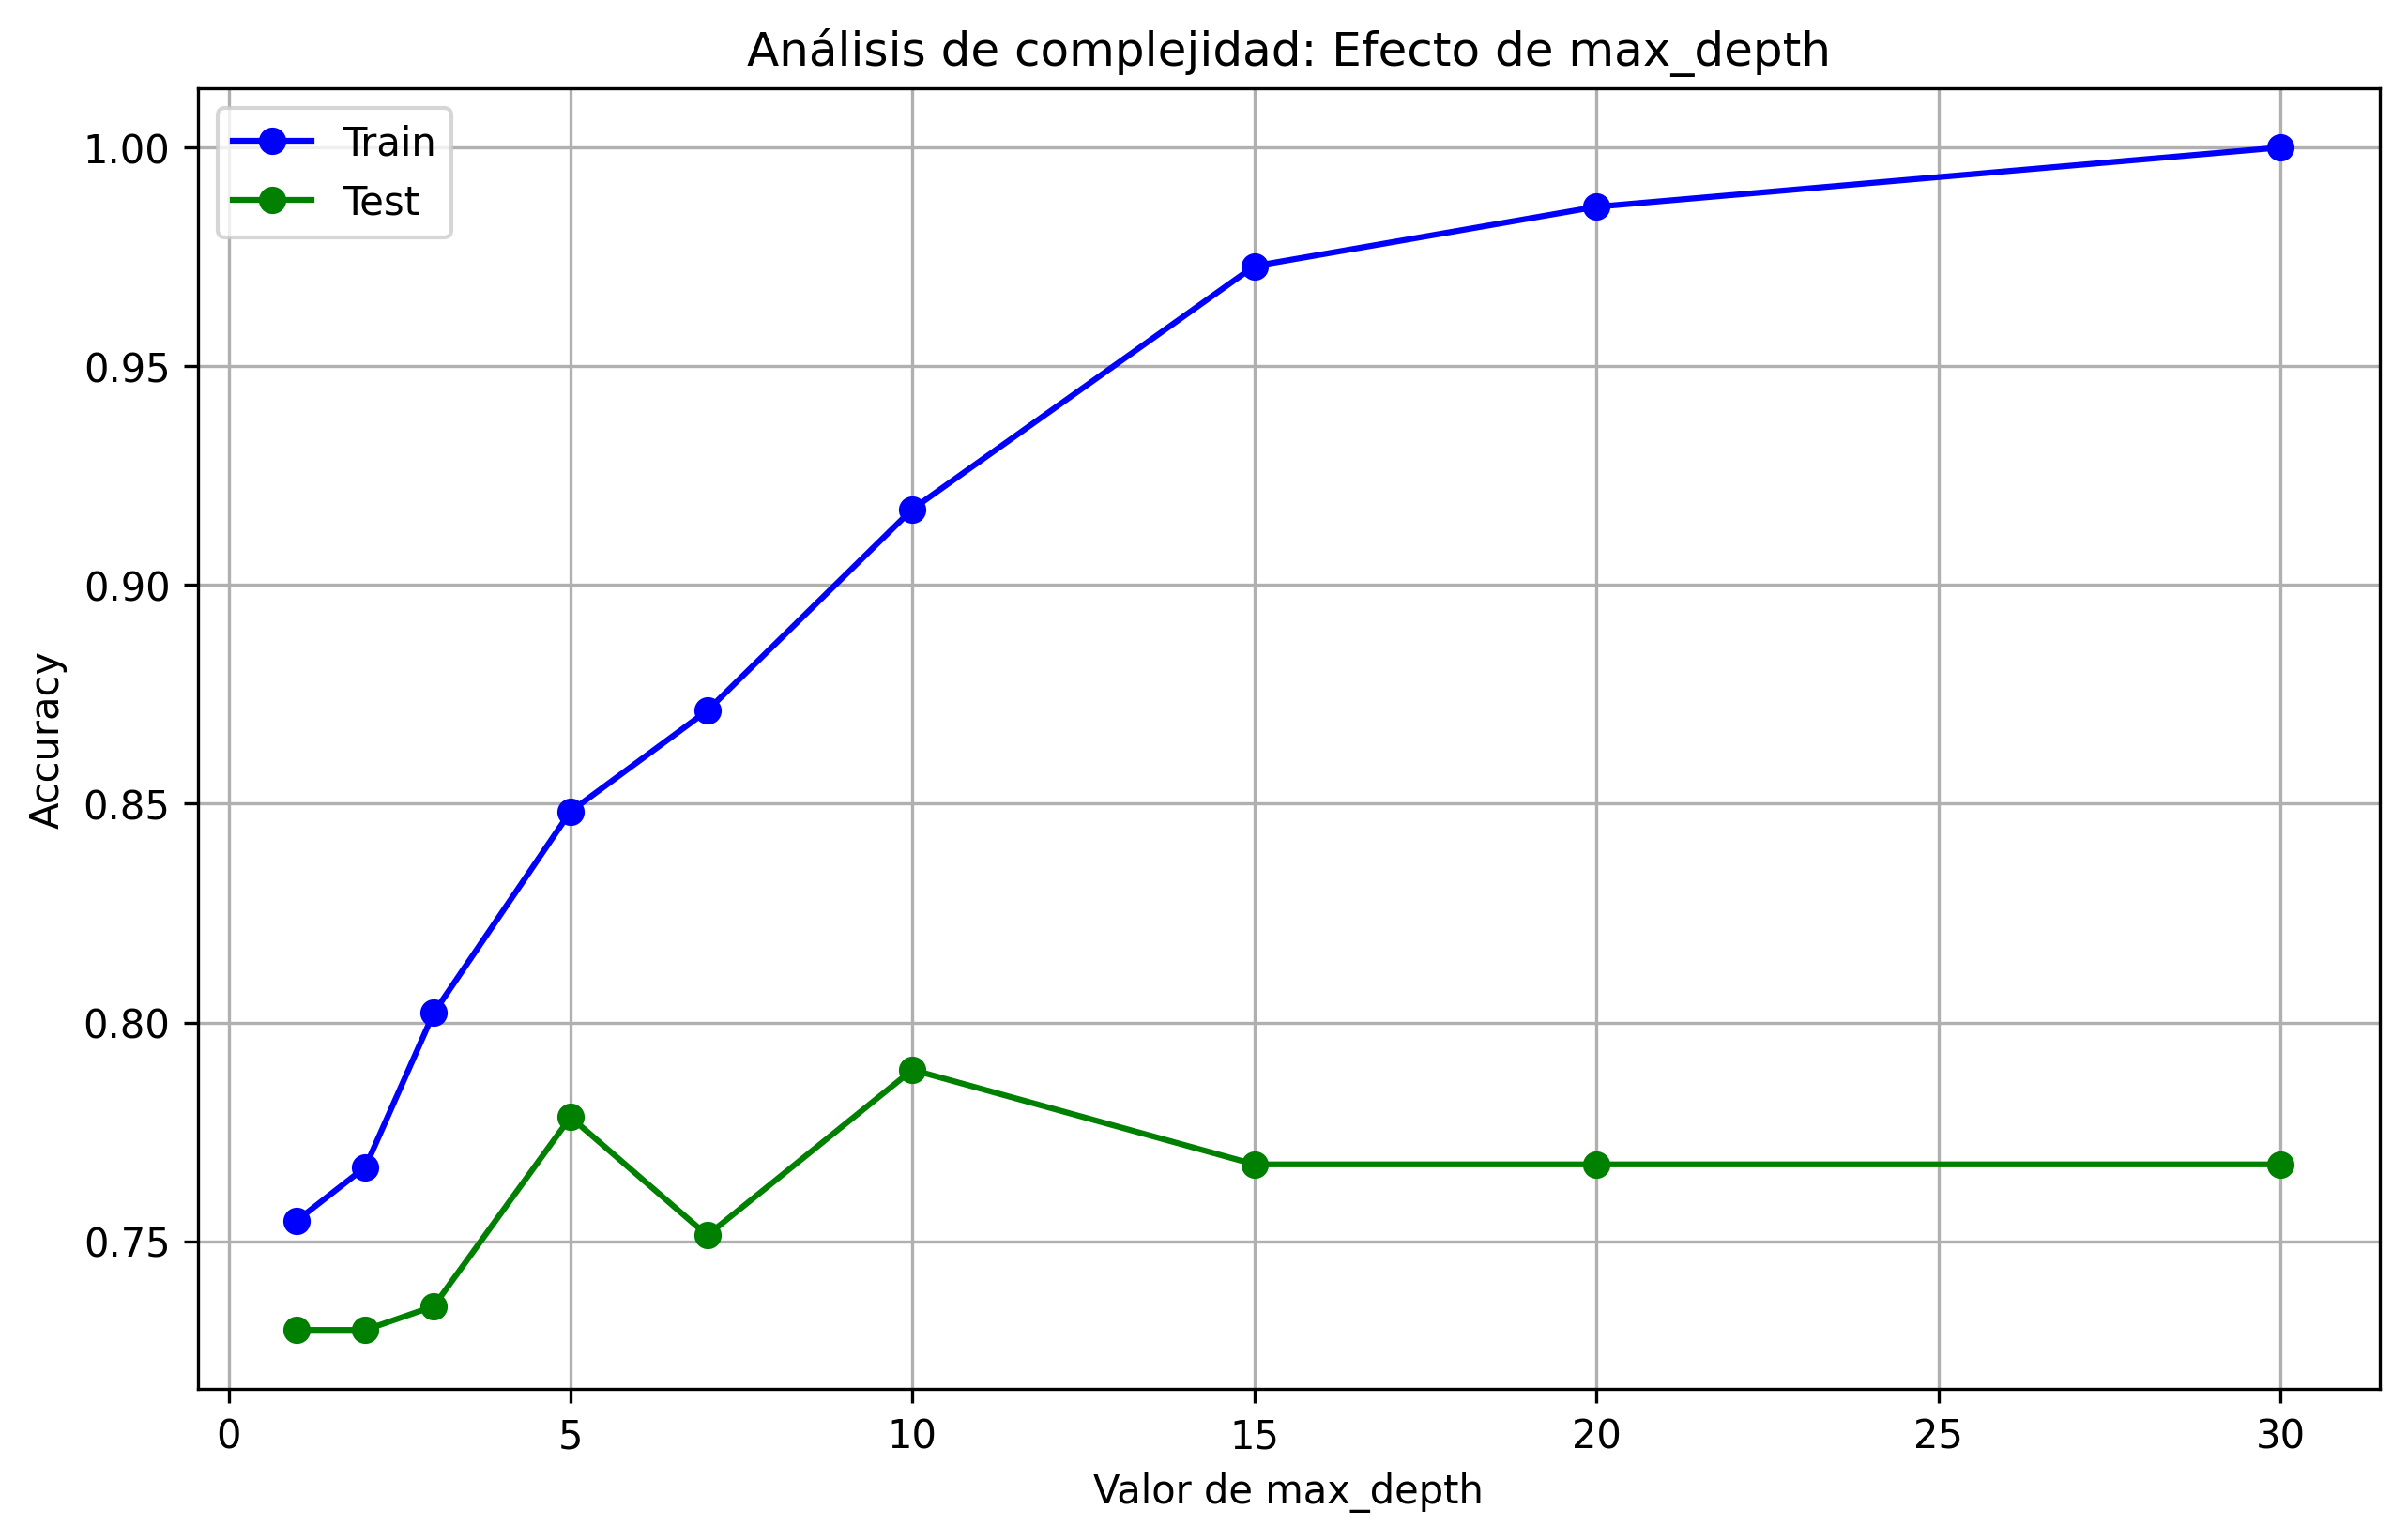 Análisis de complejidad: Efecto de max_depth
Train
Test
1.00
0.95
0.90
0.85
0.80
0.75
Accuracy
0 5 10 15 20 25 30
Valor de max_depth